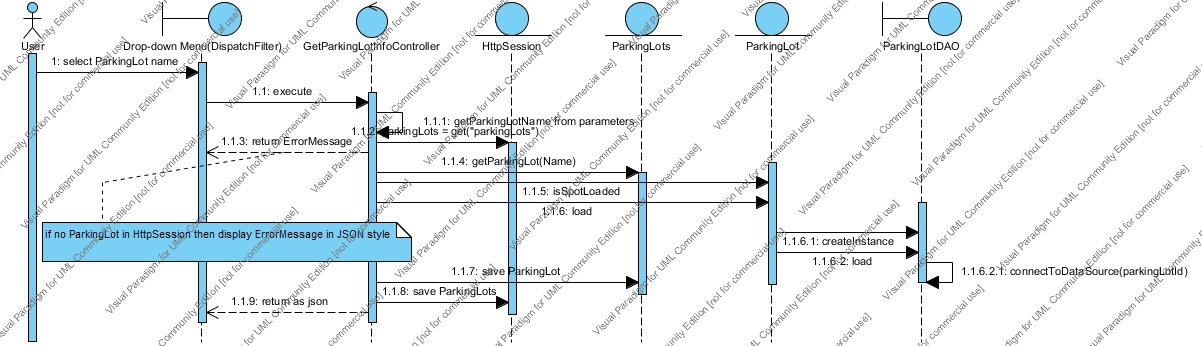 User
Drop-down Menu(DispatchFilter)
GetParkingLotInfoController
HttpSession
ParkingLots
ParkingLot
ParkingLotDAO
1: select ParkingLot name
1.1: execute
1.1.1: getParkingLotName from parameters
1.1.2: parkingLots = get("parkingLots")
1.1.3: return ErrorMessage
1.1.4: getParkingLot(Name)
1.1.5: isSpotLoaded
1.1.6: load
if no ParkingLot in HttpSession then display ErrorMessage in JSON style
1.1.6.1: createInstance
1.1.6.2: load
1.1.6.2.1: connectToDataSource(parkingLotId)
1.1.7: save ParkingLot
1.1.8: save ParkingLots
1.1.9: return as json
Visual Paradigm for UML Community Edition [not for commercial use]